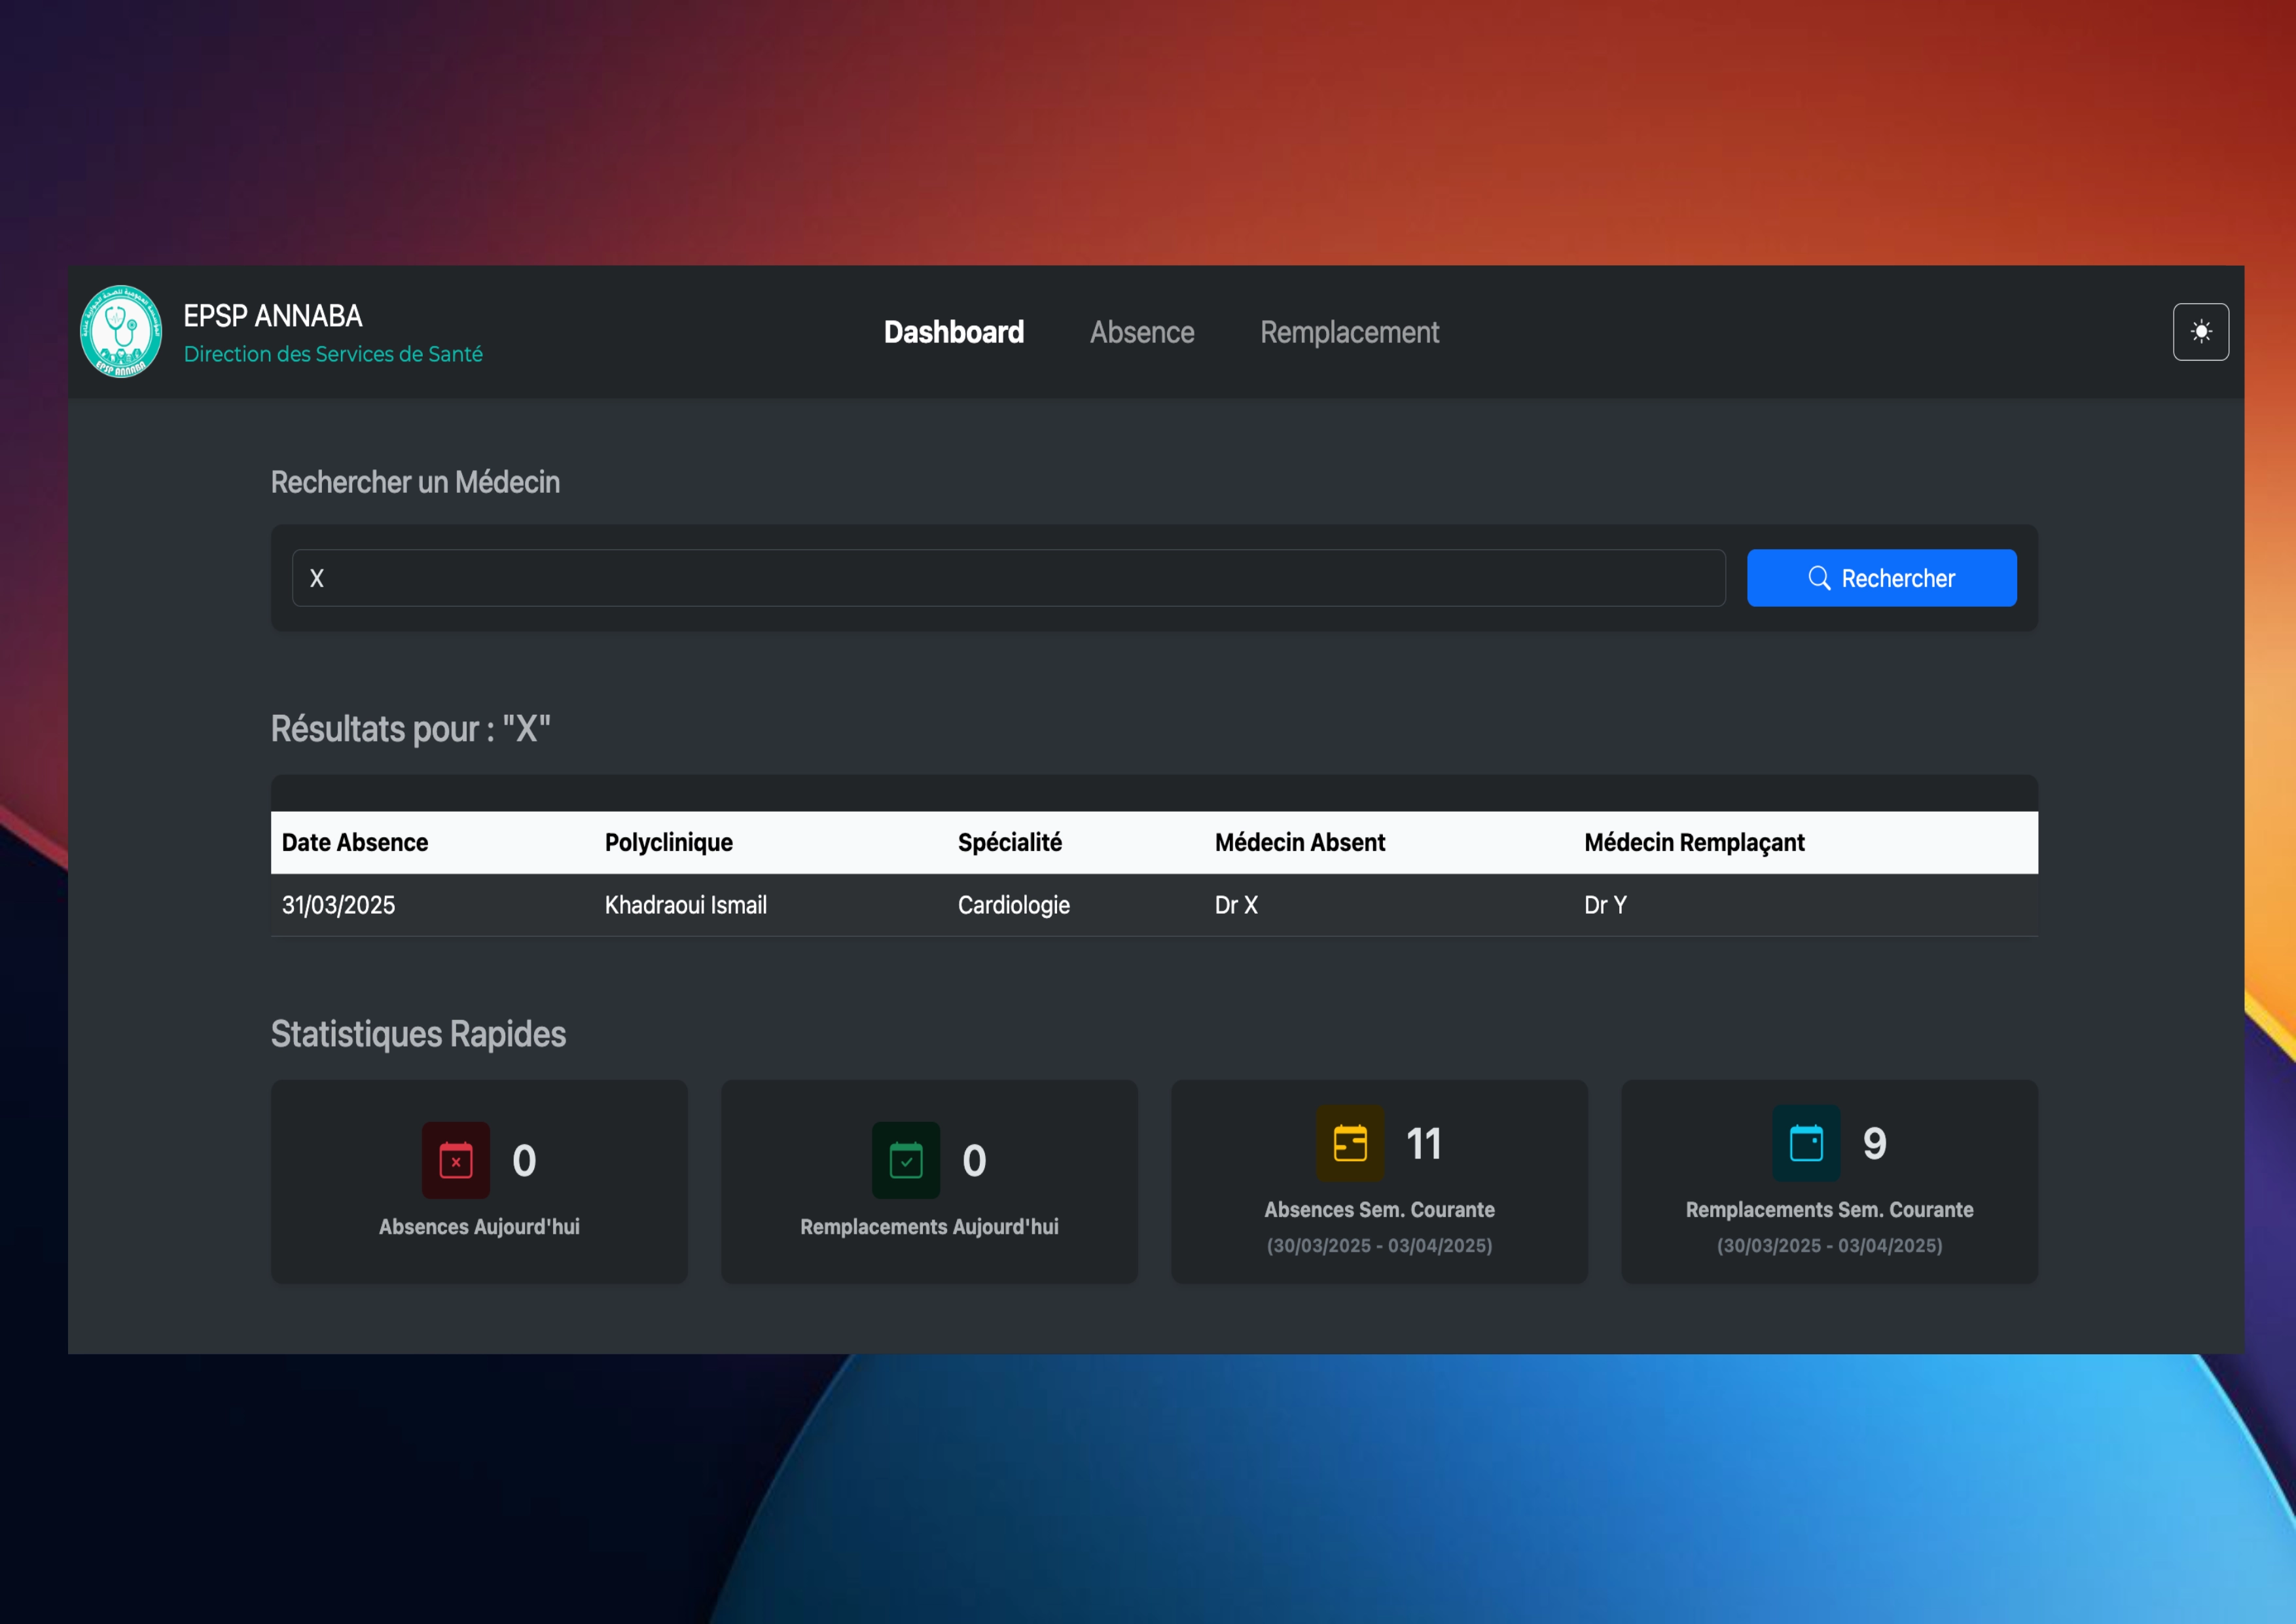 EPSP ANNABA
Direction des Services de Santé
Dashboard Absence Remplacement
EPSP ANNABA
Rechercher un Médecin
X Rechercher
Résultats pour : "X"
Date Absence Polyclinique Spécialité Médecin Absent Médecin Remplaçant
31/03/2025 Khadraoui Ismail Cardiologie Dr X Dr Y
Statistiques Rapides
0
Absences Aujourd'hui
0
Remplacements Aujourd'hui
11
Absences Sem. Courante
(30/03/2025 - 03/04/2025)
9
Remplacements Sem. Courante
(30/03/2025 - 03/04/2025)